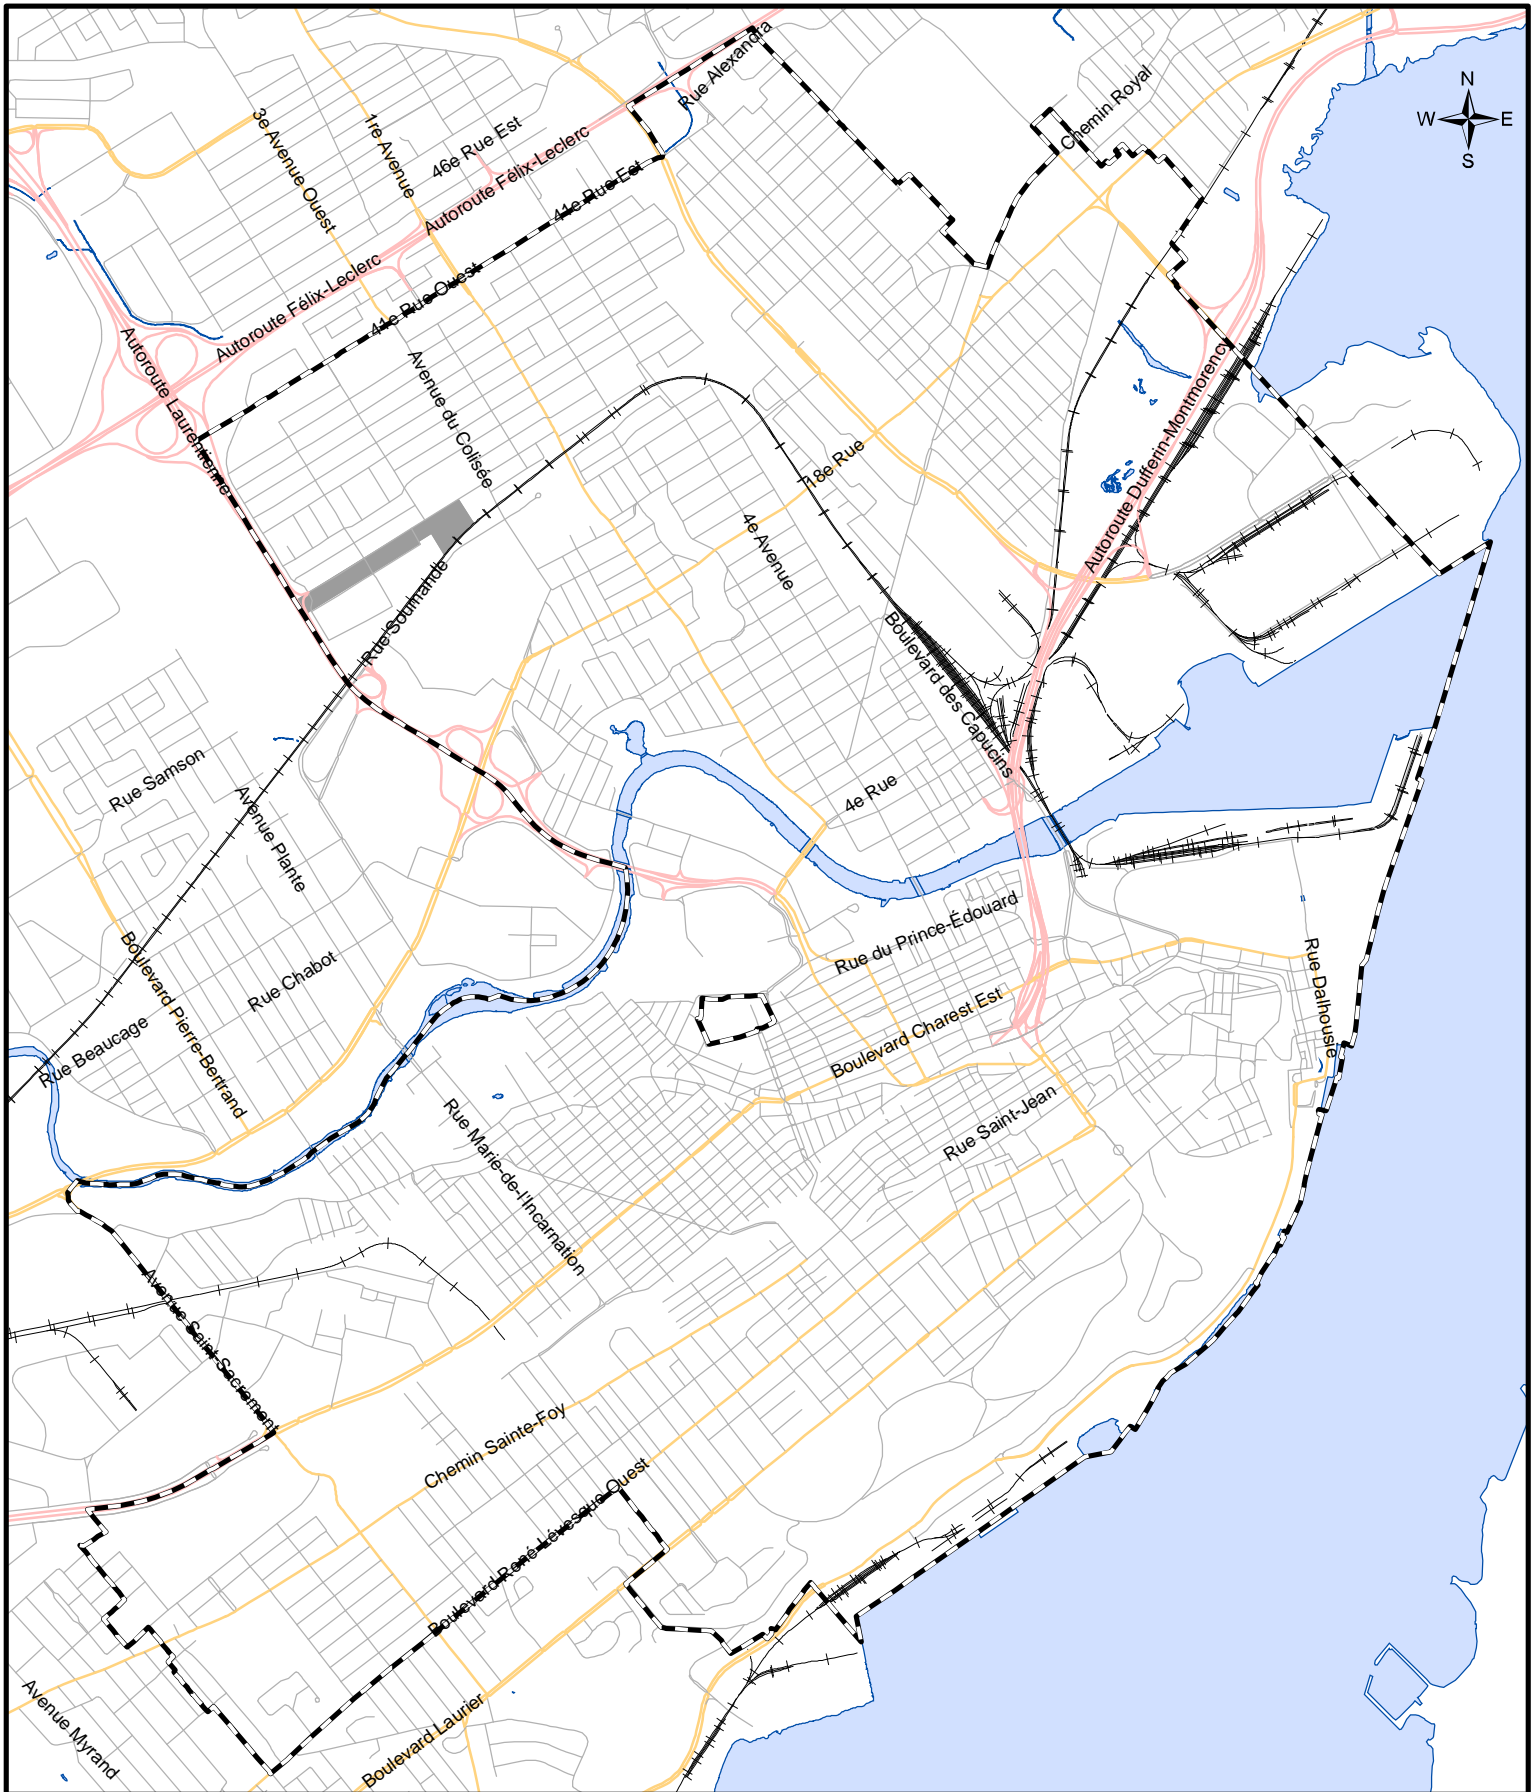 Rue Alexandra
Chemin Royal
N
W
E
S
3e Avenue Ouest
1re Avenue
46e Rue Est
Autoroute Félix-Leclerc
41e Rue Est
Autoroute Félix-Leclerc
41e Rue Ouest
Autoroute Laurentienne
Avenue du Colisée
Autoroute Dufferin-Montmorency
18e Rue
4e Avenue
Rue Soumande
Boulevard des Capucins
Rue Samson
Avenue Plante
4e Rue
Rue du Prince-Édouard
Boulevard Pierre-Bertrand
Rue Chabot
Rue Dalhousie
Boulevard Charest Est
Rue Beaucage
Rue Saint-Jean
Rue Marie-de-l'Incarnation
Avenue Saint-Sacrement
Chemin Sainte-Foy
Boulevard René-Lévesque Ouest
Avenue Myrand
Boulevard Laurier